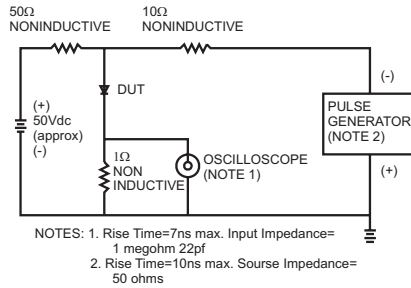 50Ω
NONINDUCTIVE
10Ω
NONINDUCTIVE
(+)
50Vdc
(approx)
(-)
DUT
1Ω
NON
INDUCTIVE
OSCILLOSCOPE
(NOTE 1)
(-)
PULSE
GENERATOR
(NOTE 2)
(+)
NOTES: 1. Rise Time=7ns max. Input Impedance=
1 megohm 22pf
2. Rise Time=10ns max. Sourse Impedance=
50 ohms